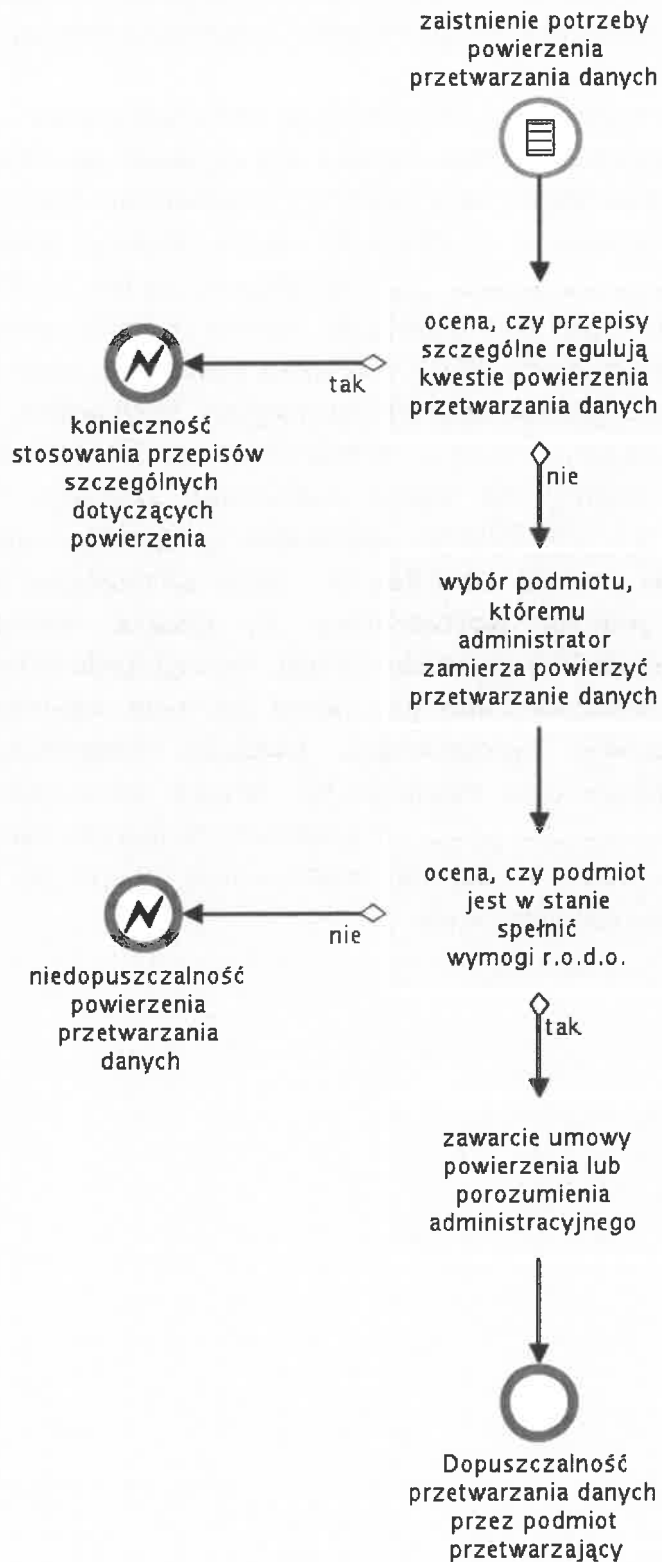 zaistnienie potrzeby
powierzenia
przetwarzania danych
ocena, czy przepisy
szczególne regulują
kwestie powierzenia
przetwarzania danych
tak
konieczność
stosowania przepisów
szczególnych
dotyczących
powierzenia
nie
wybór podmiotu,
któremu
administrator
zamierza powierzyć
przetwarzanie danych
ocena, czy podmiot
jest w stanie
spełnić
wymogi r.o.d.o.
nie
niedopuszczalność
powierzenia
przetwarzania
danych
tak
zawarcie umowy
powierzenia lub
porozumienia
administracyjnego
Dopuszczalność
przetwarzania danych
przez podmiot
przetwarzający